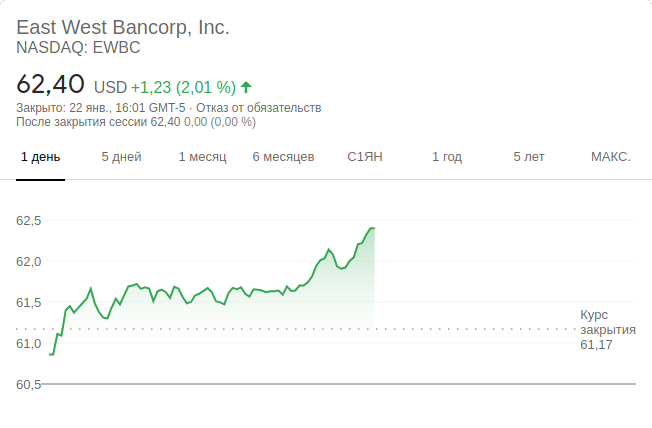 East West Bancorp, Inc.
NASDAQ: EWBC
62,40 USD +1,23 (2,01 %)
Закрыто: 22 янв., 16:01 GMT-5 · Отказ от обязательств
После закрытия сессии 62,40 0,00 (0,00 %)
1 день 5 дней 1 месяц 6 месяцев С1ЯН 1 год 5 лет МАКС.
62,5
62,0
61,5
Курс
закрытия
61,17
61,0
60,5